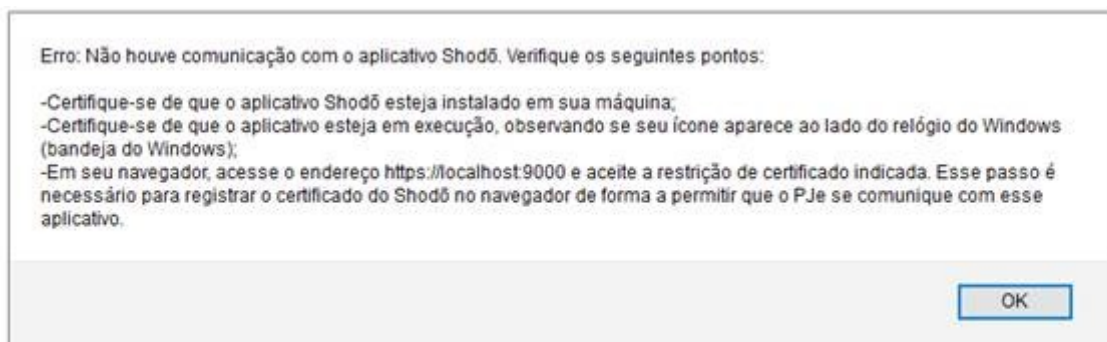 Erro: Não houve comunicação com o aplicativo Shodō. Verifique os seguintes pontos:
-Certifique-se de que o aplicativo Shodō esteja instalado em sua máquina;
-Certifique-se de que o aplicativo esteja em execução, observando se seu ícone aparece ao lado do relógio do Windows
(bandeja do Windows);
-Em seu navegador, acesse o endereço https://localhost:9000 e aceite a restrição de certificado indicada. Esse passo é
necessário para registrar o certificado do Shodō no navegador de forma a permitir que o PJe se comunique com esse
aplicativo.
OK